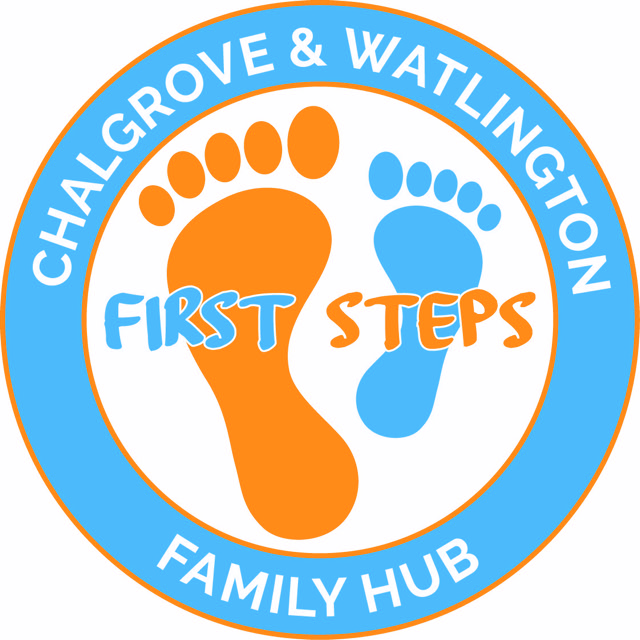 CHALGROVE & WATLINGTON
FIRST STEPS
FAMILY HUB